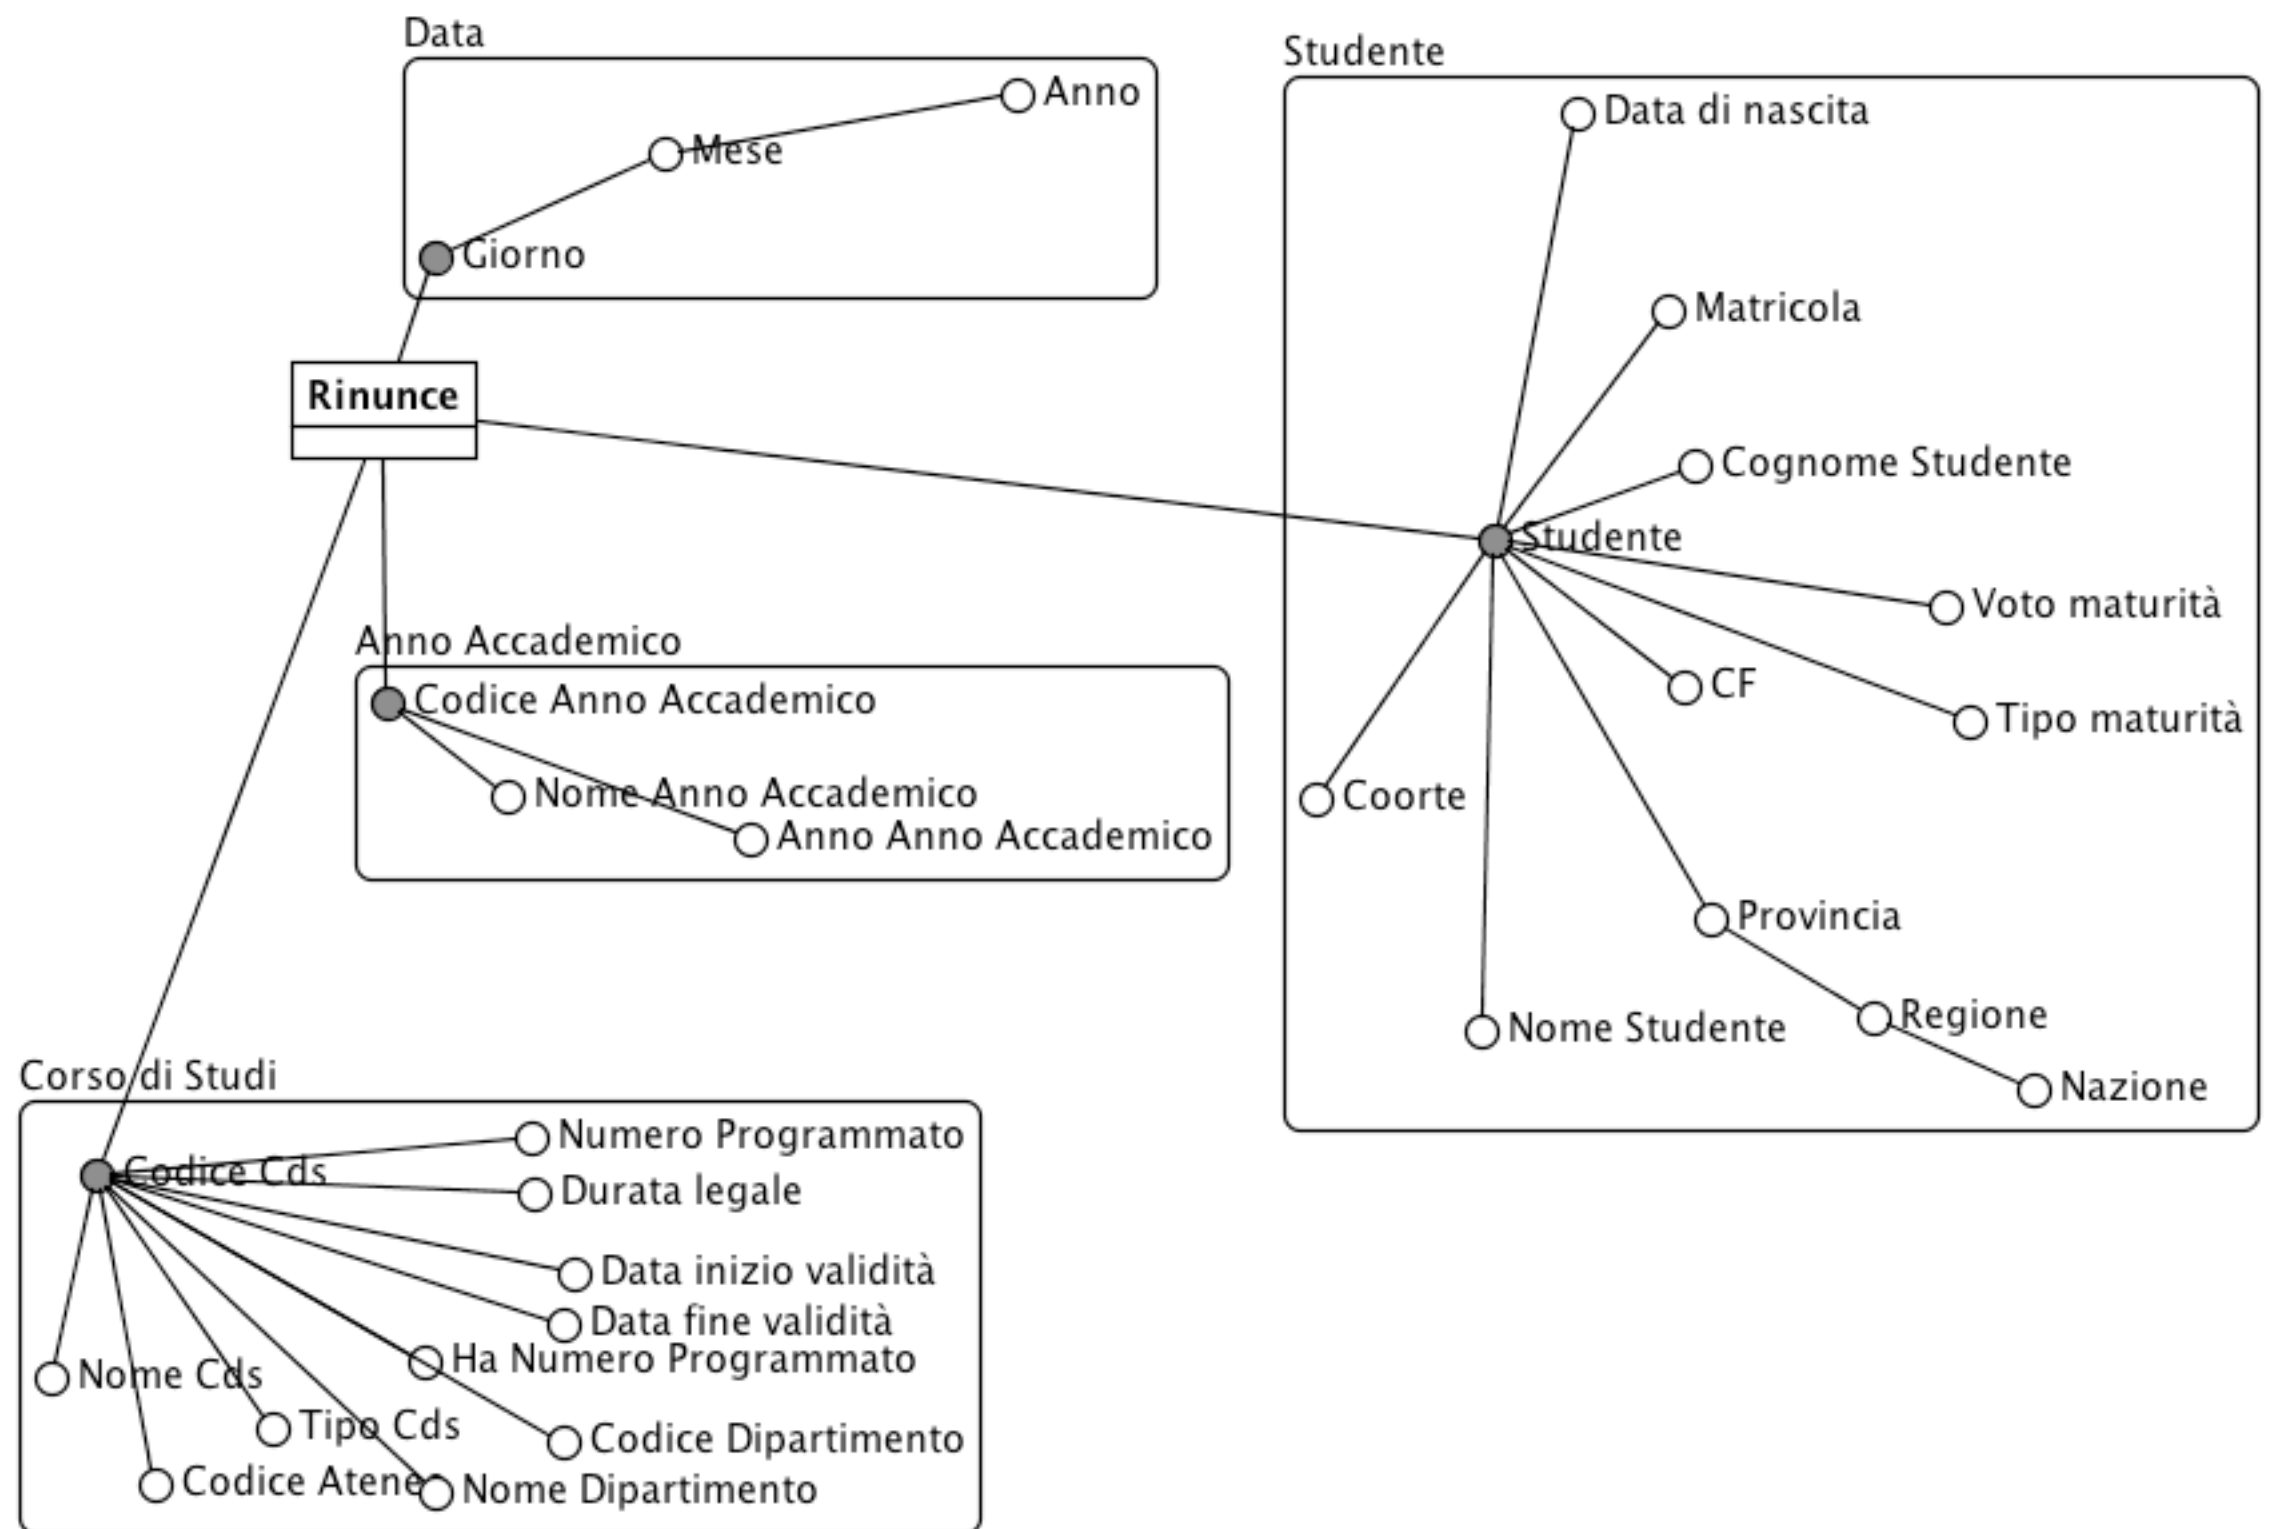 Data
Anno
Mese
Giorno
Rinunce
Studente
Data di nascita
Matricola
Cognome Studente
Studente
Voto maturità
CF
Tipo maturità
Coorte
Provincia
Nome Studente
Regione
Nazione
Anno Accademico
Codice Anno Accademico
Nome Anno Accademico
Anno Anno Accademico
Corso di Studi
Numero Programmato
Codice Cds
Durata legale
Data inizio validità
Data fine validità
Ha Numero Programmato
Nome Cds
Tipo Cds
Codice Dipartimento
Codice Ateneo
Nome Dipartimento